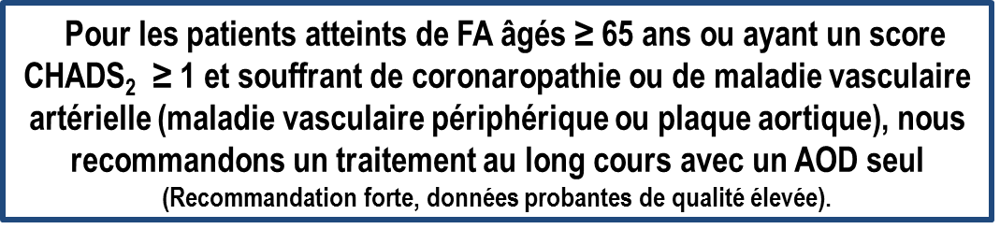 Pour les patients atteints de FA âgés ≥ 65 ans ou ayant un score
CHADS₂ ≥ 1 et souffrant de coronaropathie ou de maladie vasculaire
artérielle (maladie vasculaire périphérique ou plaque aortique), nous
recommandons un traitement au long cours avec un AOD seul
(Recommandation forte, données probantes de qualité élevée).